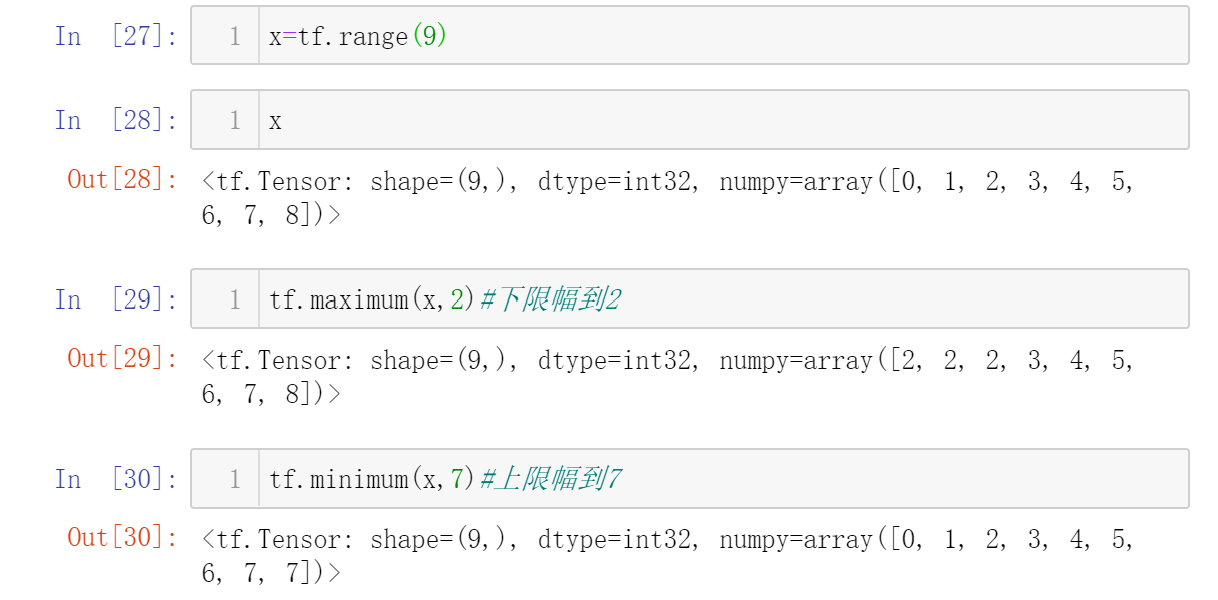 In [27]: 1 x=tf.range(9)
In [28]: 1 x
Out[28]: <tf.Tensor: shape=(9,), dtype=int32, numpy=array([0, 1, 2, 3, 4, 5,
6, 7, 8])>
In [29]: 1 tf.maximum(x,2)#下限幅到2
Out[29]: <tf.Tensor: shape=(9,), dtype=int32, numpy=array([2, 2, 2, 3, 4, 5,
6, 7, 8])>
In [30]: 1 tf.minimum(x,7)#上限幅到7
Out[30]: <tf.Tensor: shape=(9,), dtype=int32, numpy=array([0, 1, 2, 3, 4, 5,
6, 7, 7])>